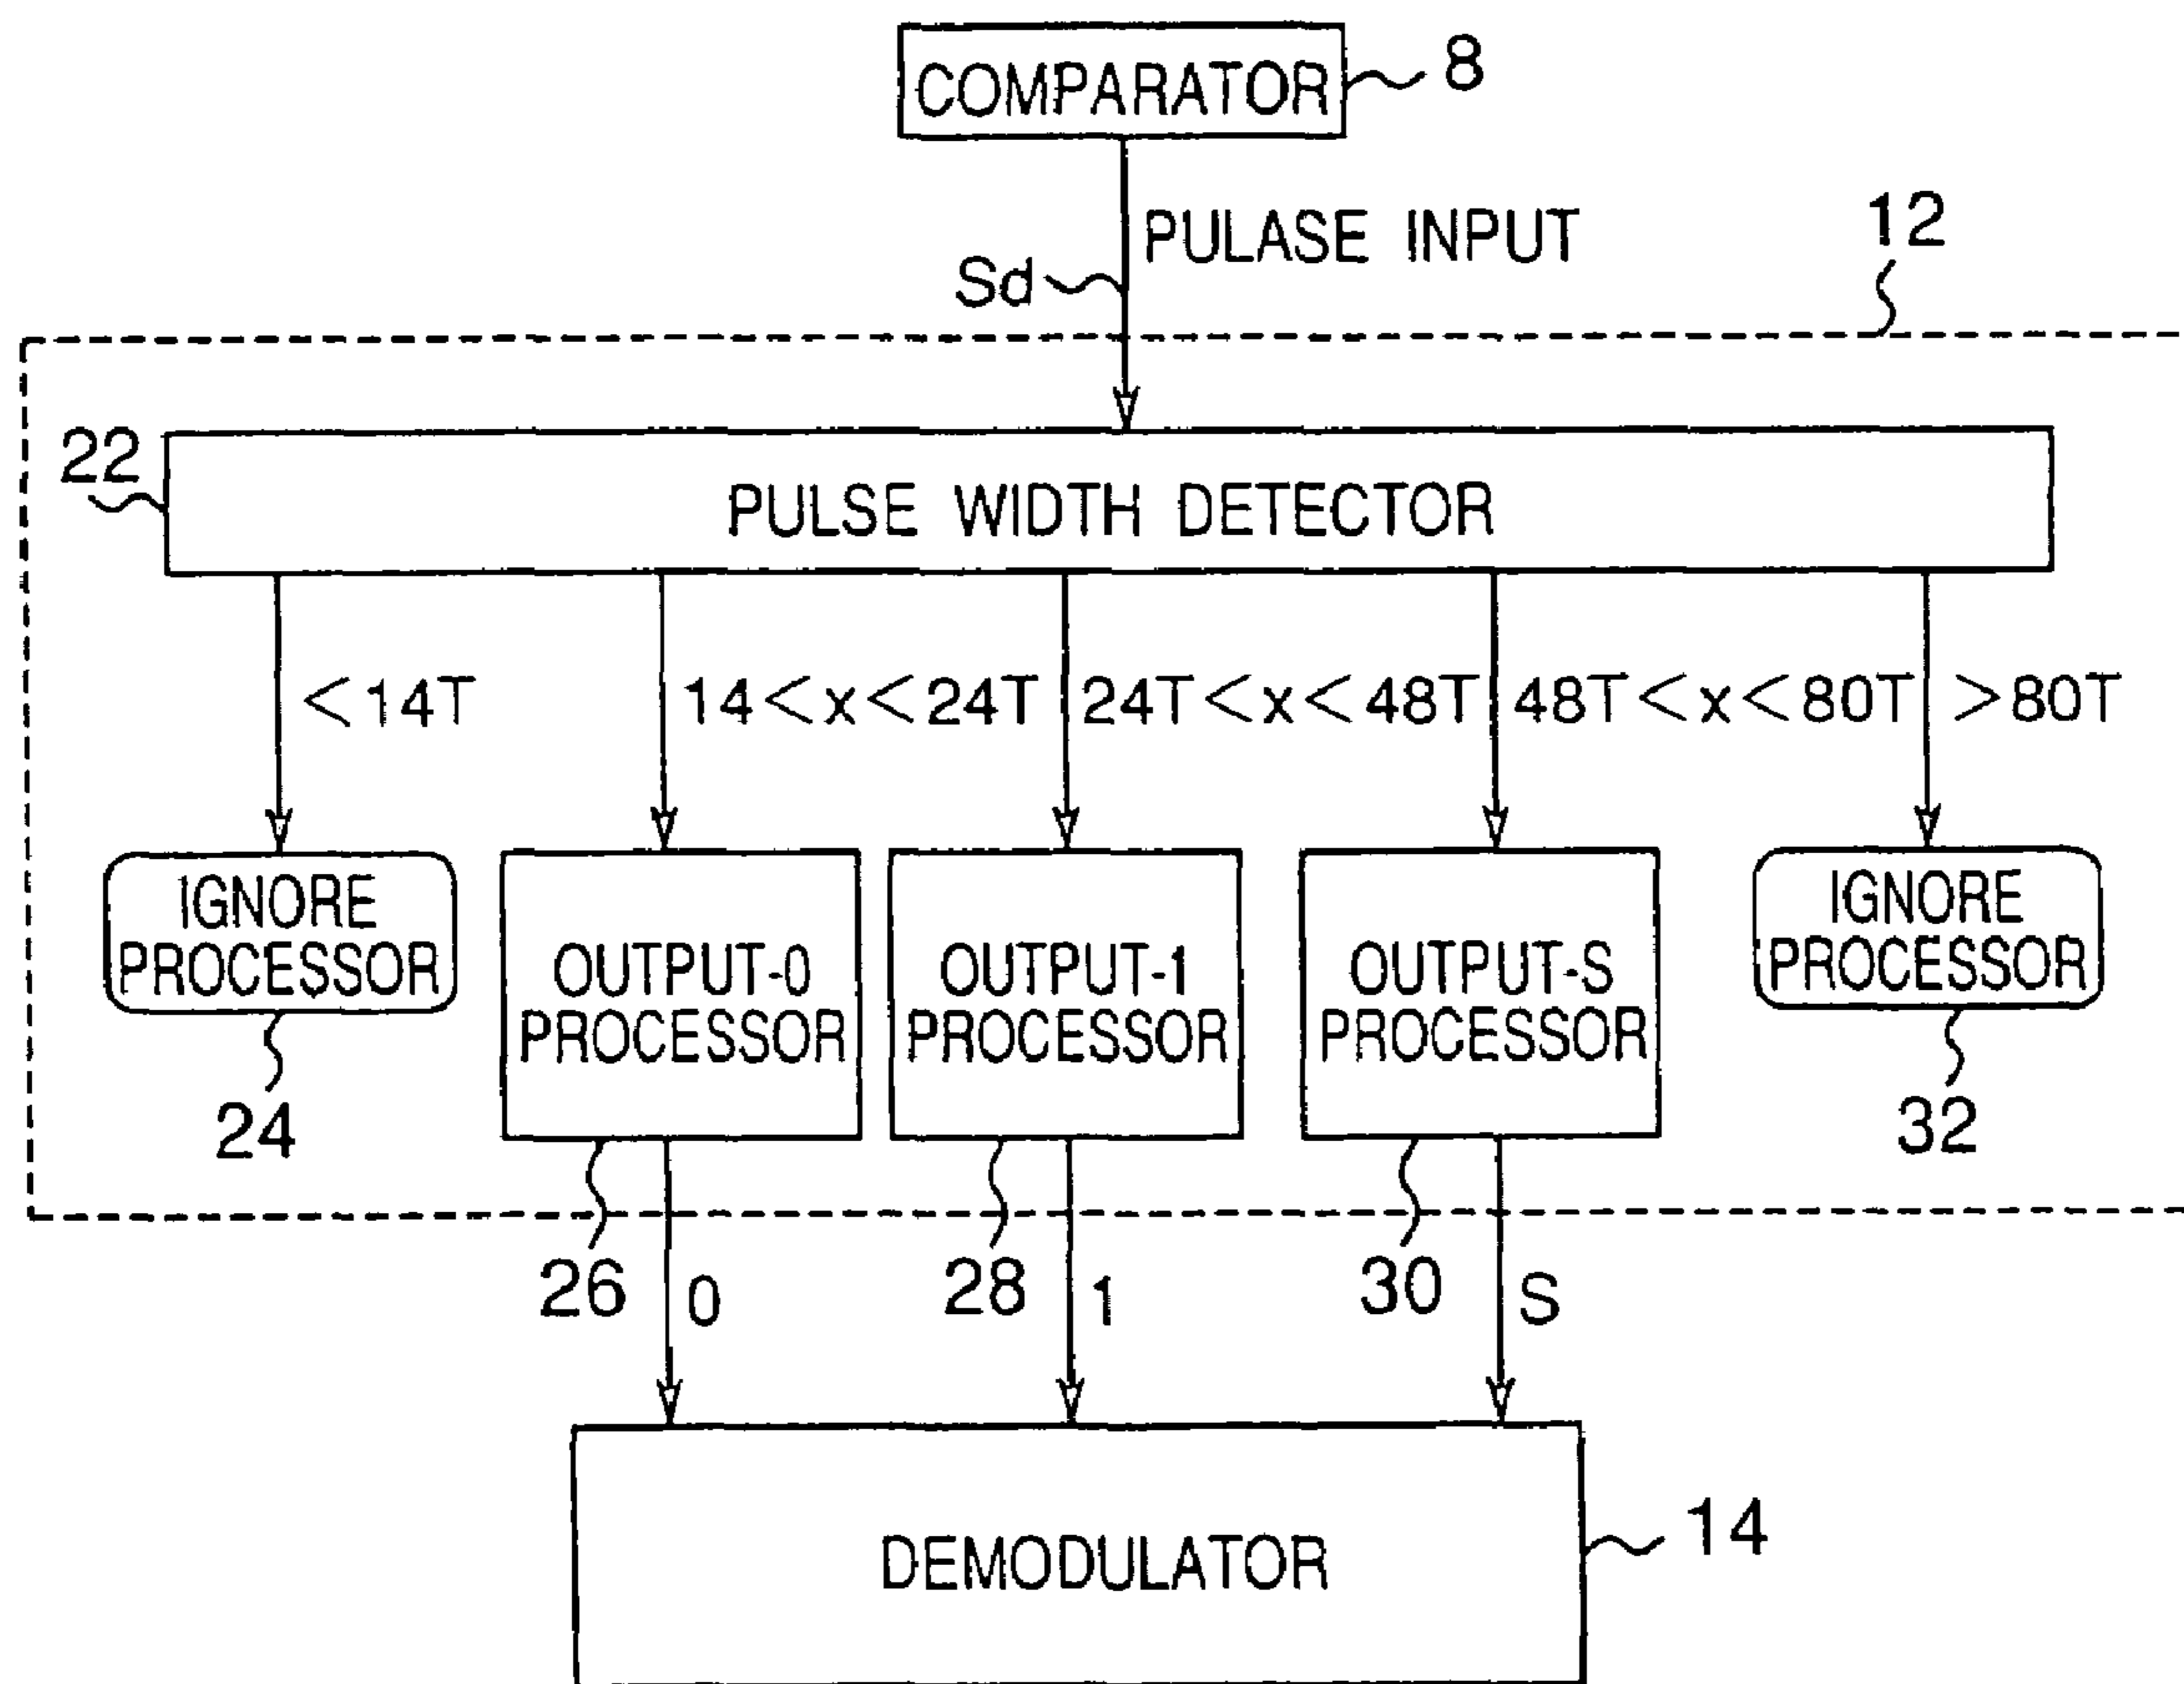 COMPARATOR
8
PULASE INPUT
Sd
12
22
PULSE WIDTH DETECTOR
<14T
14<x<24T
24T<x<48T
48T<x<80T
>80T
IGNORE
PROCESSOR
OUTPUT-0
PROCESSOR
OUTPUT-1
PROCESSOR
OUTPUT-S
PROCESSOR
IGNORE
PROCESSOR
24
32
26
0
28
1
30
S
DEMODULATOR
14